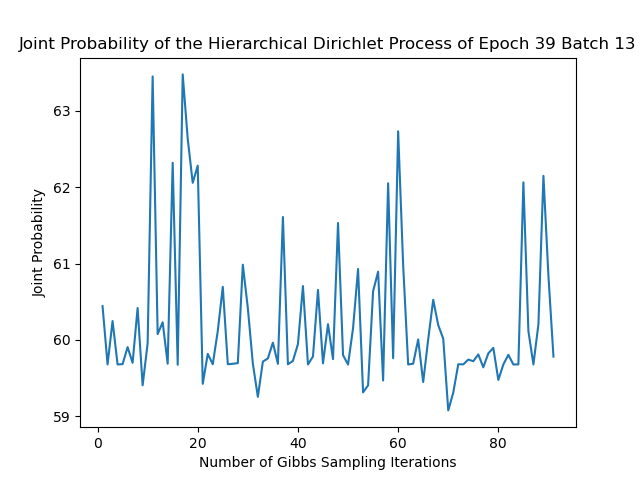 Joint Probability of the Hierarchical Dirichlet Process of Epoch 39 Batch 13
Joint Probability
63
62
61
60
59
0 20 40 60 80
Number of Gibbs Sampling Iterations